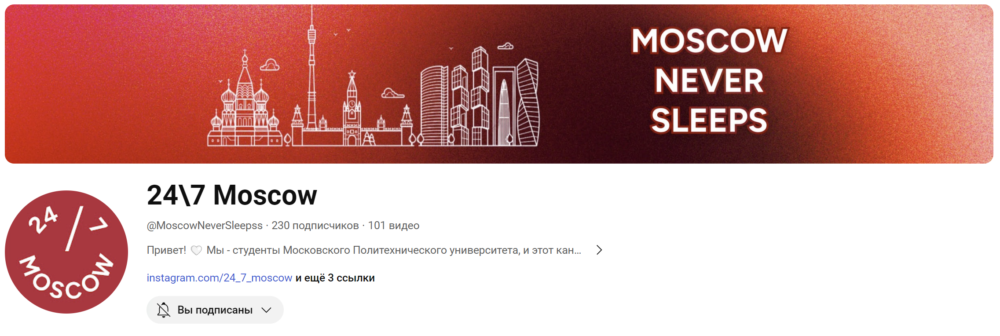 MOSCOW
NEVER
SLEEPS
24\7 Moscow
24/7
MOSCOW
@MoscowNeverSleepss · 230 подписчиков · 101 видео
Привет! 🤍 Мы - студенты Московского Политехнического университета, и этот кан...
instagram.com/24_7_moscow и ещё 3 ссылки
Вы подписаны